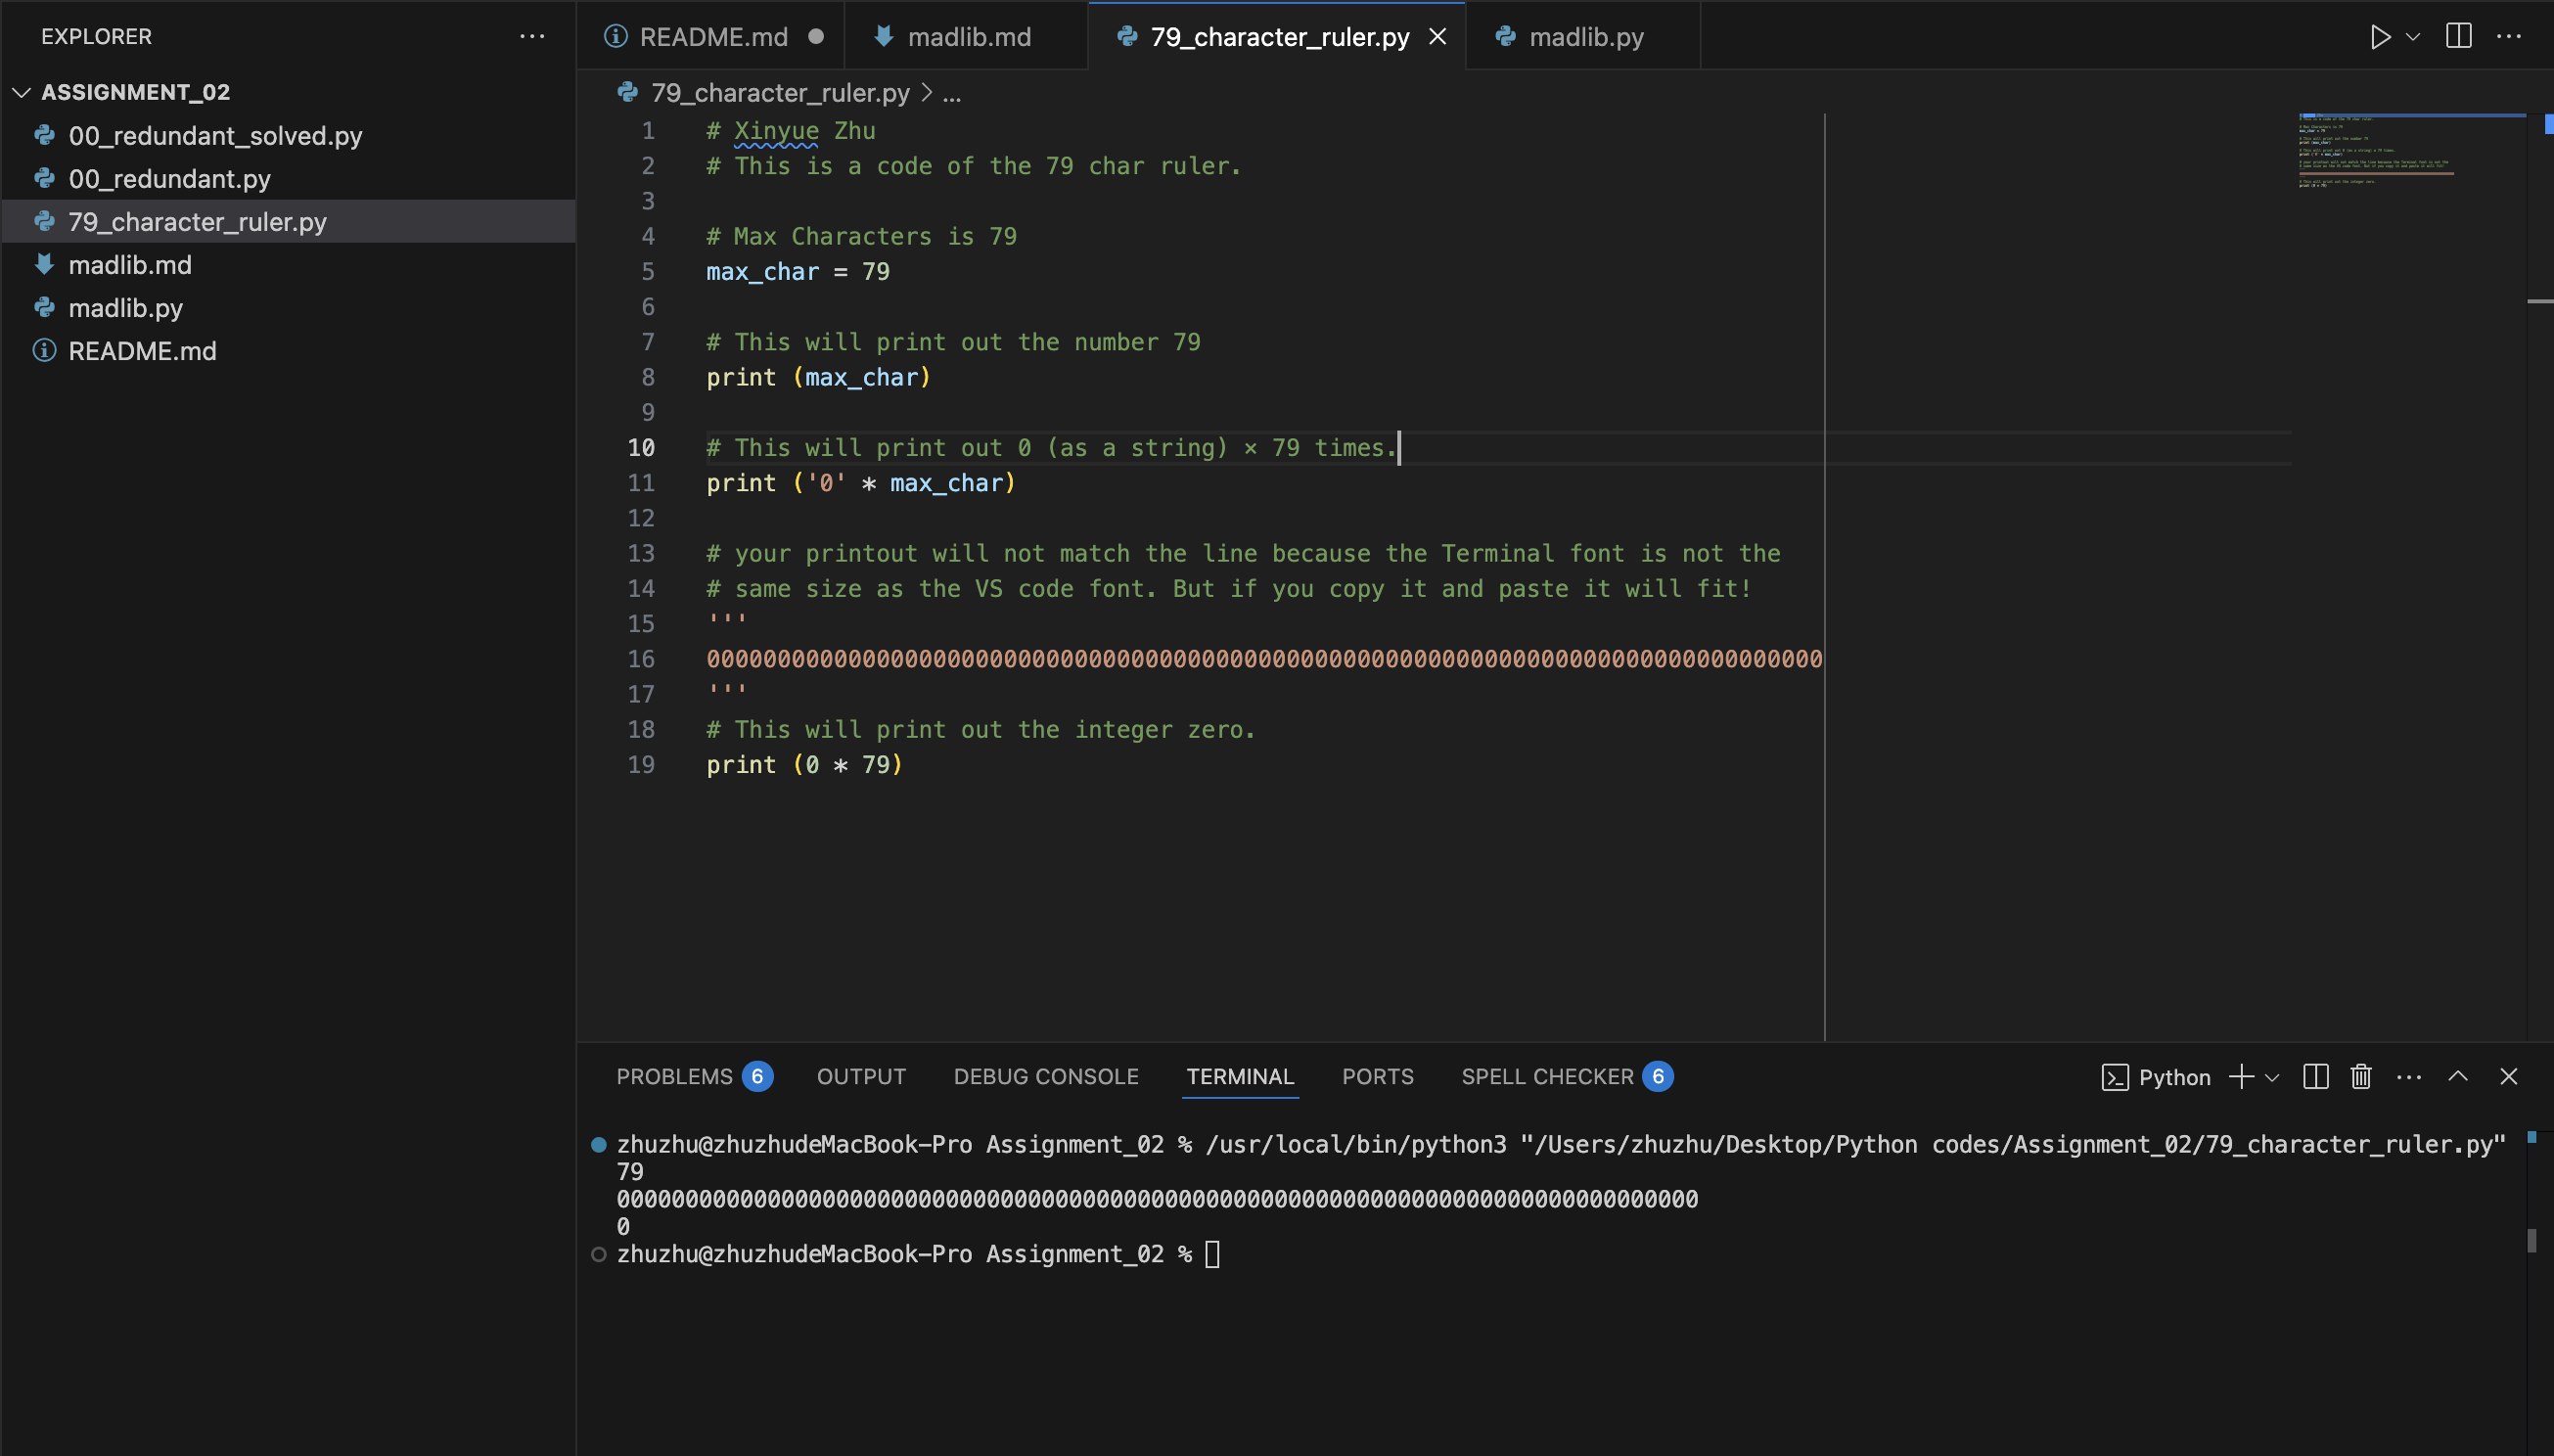 EXPLORER
ASSIGNMENT_02
00_redundant_solved.py
00_redundant.py
79_character_ruler.py
madlib.md
madlib.py
README.md
README.md madlib.md 79_character_ruler.py madlib.py
79_character_ruler.py > ...
1 # Xinyue Zhu
2 # This is a code of the 79 char ruler.
3
4 # Max Characters is 79
5 max_char = 79
6
7 # This will print out the number 79
8 print (max_char)
9
10 # This will print out 0 (as a string) × 79 times.
11 print ('0' * max_char)
12
13 # your printout will not match the line because the Terminal font is not the
14 # same size as the VS code font. But if you copy it and paste it will fit!
15 '''
16 0000000000000000000000000000000000000000000000000000000000000000000000000000000
17 '''
18 # This will print out the integer zero.
19 print (0 * 79)
PROBLEMS 6 OUTPUT DEBUG CONSOLE TERMINAL PORTS SPELL CHECKER 6 Python
zhuzhu@zhuzhudeMacBook-Pro Assignment_02 % /usr/local/bin/python3 "/Users/zhuzhu/Desktop/Python codes/Assignment_02/79_character_ruler.py"
79
0000000000000000000000000000000000000000000000000000000000000000000000000000000
0
zhuzhu@zhuzhudeMacBook-Pro Assignment_02 %